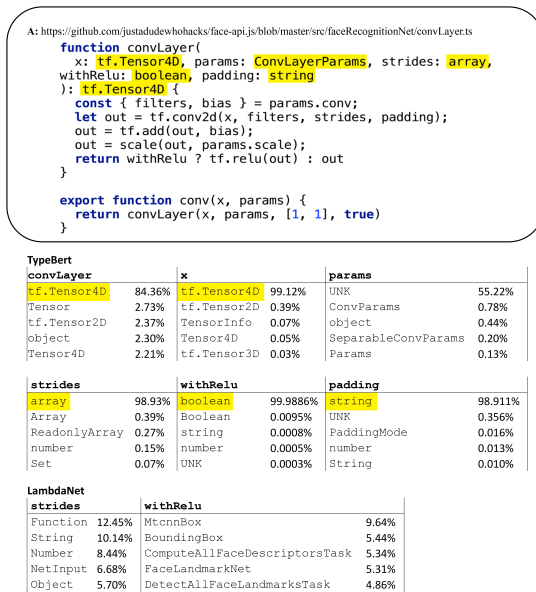 A: https://github.com/justadudewhohacks/face-api.js/blob/master/src/faceRecognitionNet/convLayer.ts
function convLayer(
x: tf.Tensor4D, params: ConvLayerParams, strides: array,
withRelu: boolean, padding: string
): tf.Tensor4D {
const { filters, bias } = params.conv;
let out = tf.conv2d(x, filters, strides, padding);
out = tf.add(out, bias);
out = scale(out, params.scale);
return withRelu ? tf.relu(out) : out
}
export function conv(x, params) {
return convLayer(x, params, [1, 1], true)
}
TypeBert
convLayer x params
tf.Tensor4D 84.36% tf.Tensor4D 99.12% UNK 55.22%
Tensor 2.73% tf.Tensor2D 0.39% ConvParams 0.78%
tf.Tensor2D 2.37% TensorInfo 0.07% object 0.44%
object 2.30% Tensor4D 0.05% SeparableConvParams 0.20%
Tensor4D 2.21% tf.Tensor3D 0.03% Params 0.13%
strides withRelu padding
array 98.93% boolean 99.9886% string 98.911%
Array 0.39% Boolean 0.0095% UNK 0.356%
ReadonlyArray 0.27% string 0.0008% PaddingMode 0.016%
number 0.15% number 0.0005% number 0.013%
Set 0.07% UNK 0.0003% String 0.010%
LambdaNet
strides withRelu
Function 12.45% MtcnnBox 9.64%
String 10.14% BoundingBox 5.44%
Number 8.44% ComputeAllFaceDescriptorsTask 5.34%
NetInput 6.68% FaceLandmarkNet 5.31%
Object 5.70% DetectAllFaceLandmarksTask 4.86%